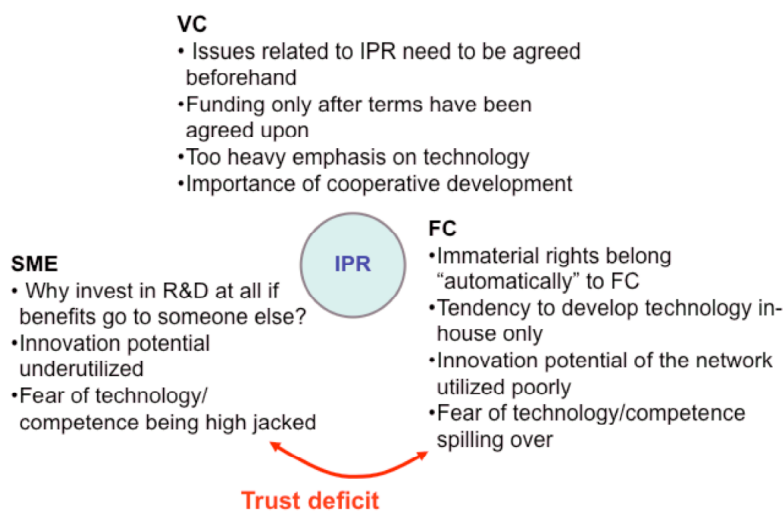 VC
• Issues related to IPR need to be agreed
beforehand
•Funding only after terms have been
agreed upon
•Too heavy emphasis on technology
•Importance of cooperative development
IPR
SME
• Why invest in R&D at all if
benefits go to someone else?
•Innovation potential
underutilized
•Fear of technology/
competence being high jacked
FC
•Immaterial rights belong
“automatically” to FC
•Tendency to develop technology in-
house only
•Innovation potential of the network
utilized poorly
•Fear of technology/competence
spilling over
Trust deficit